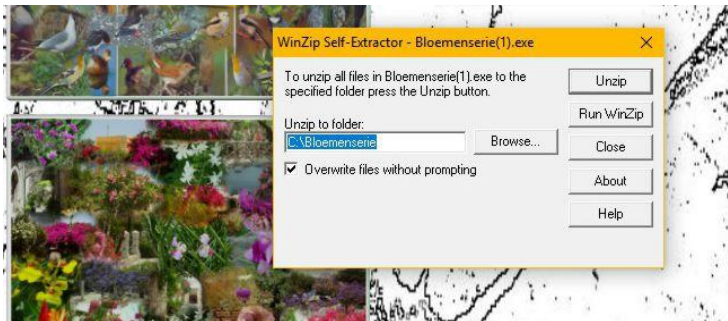 WinZip Self-Extractor - Bloemenserie(1).exe
To unzip all files in Bloemenserie(1).exe to the
specified folder press the Unzip button.
Unzip to folder:
C:\Bloemenserie
Browse...
Overwrite files without prompting
Unzip
Run WinZip
Close
About
Help